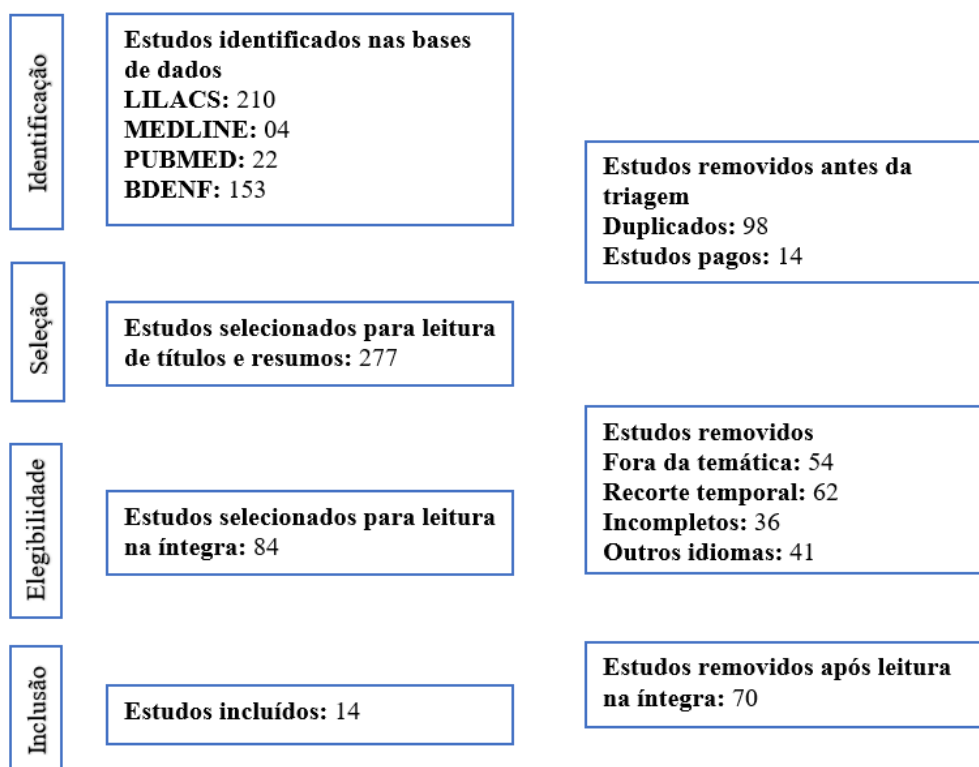 Identificação
Estudos identificados nas bases
de dados
LILACS: 210
MEDLINE: 04
PUBMED: 22
BDENF: 153
Estudos removidos antes da
triagem
Duplicados: 98
Estudos pagos: 14
Seleção
Estudos selecionados para leitura
de títulos e resumos: 277
Elegibilidade
Estudos selecionados para leitura
na íntegra: 84
Estudos removidos
Fora da temática: 54
Recorte temporal: 62
Incompletos: 36
Outros idiomas: 41
Inclusão
Estudos incluídos: 14
Estudos removidos após leitura
na íntegra: 70